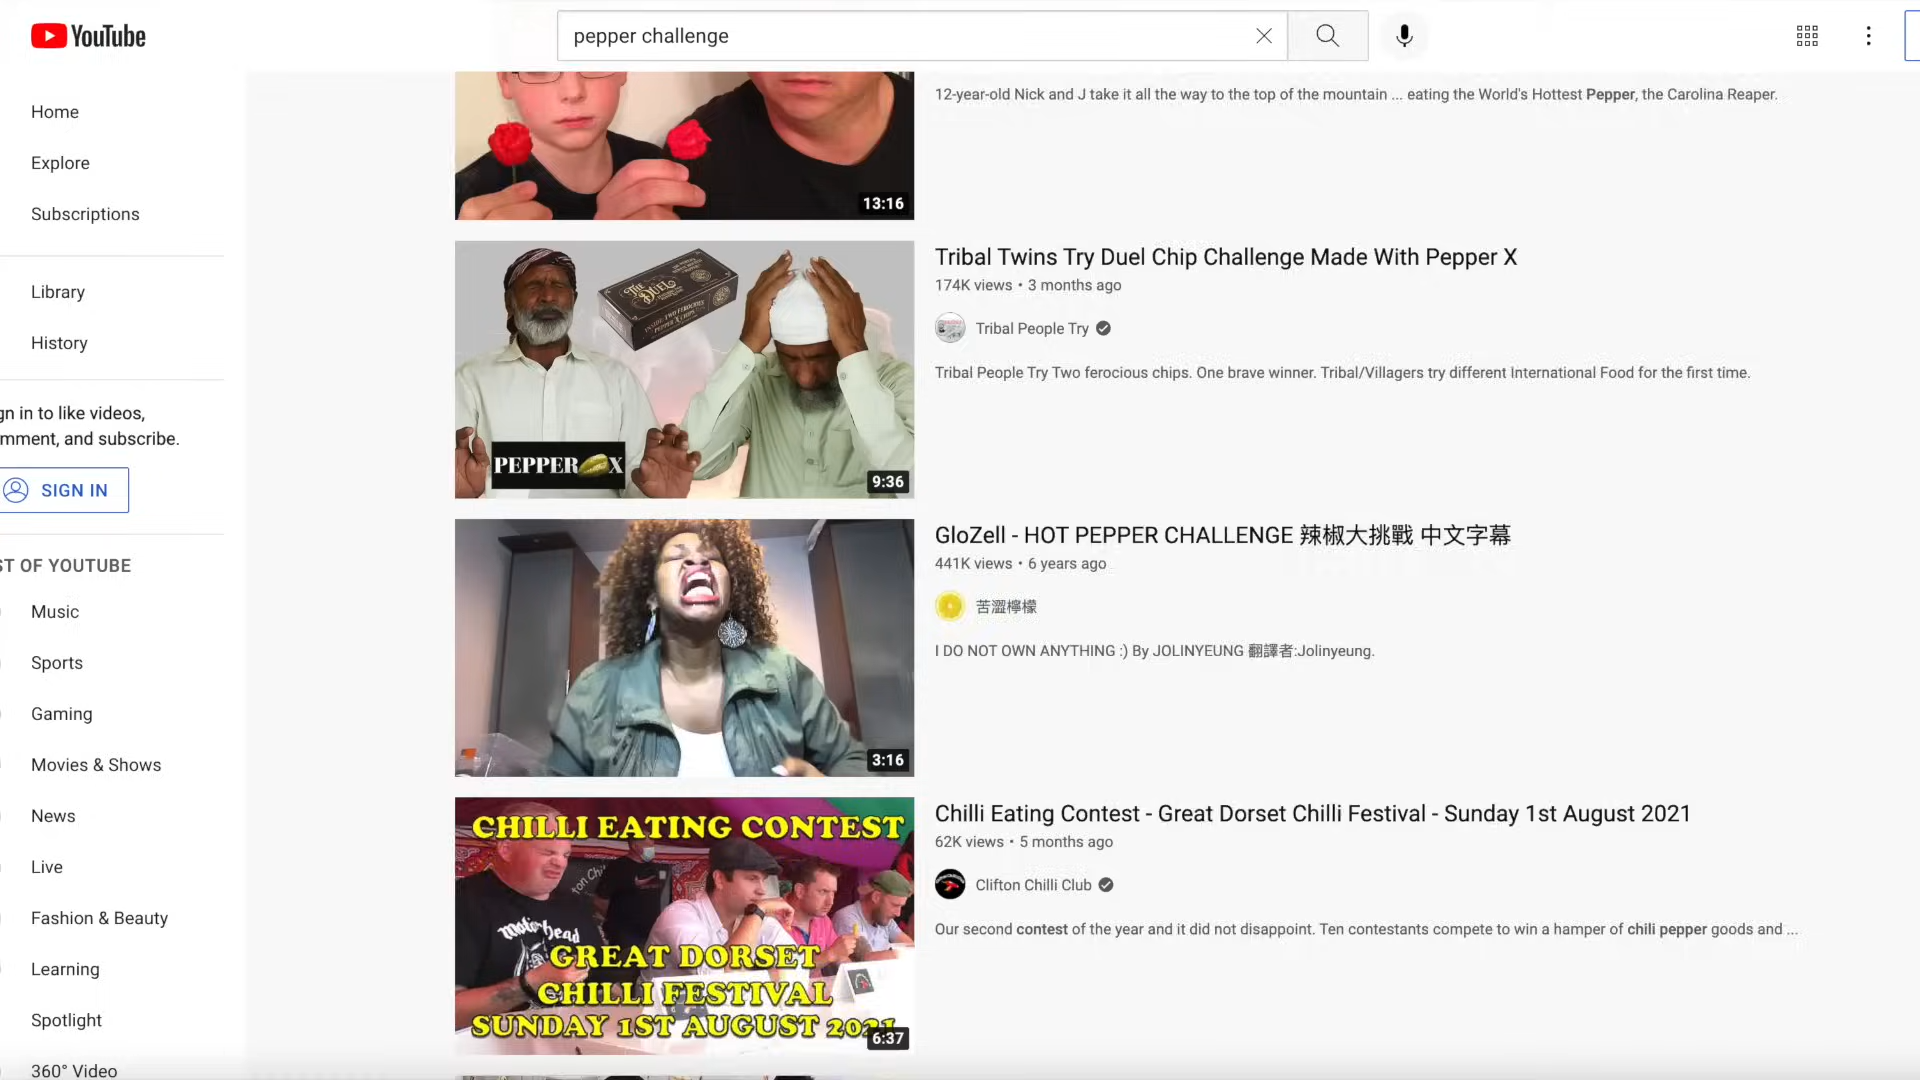 YouTube
pepper challenge
Home
Explore
Subscriptions
Library
History
gn in to like videos,
mment, and subscribe.
SIGN IN
ST OF YOUTUBE
Music
Sports
Gaming
Movies & Shows
News
Live
Fashion & Beauty
Learning
Spotlight
360° Video
13:16
12-year-old Nick and J take it all the way to the top of the mountain ... eating the World's Hottest Pepper, the Carolina Reaper.
THE
DUEL
PEPPER X
9:36
Tribal Twins Try Duel Chip Challenge Made With Pepper X
174K views • 3 months ago
Tribal People Try
Tribal People Try Two ferocious chips. One brave winner. Tribal/Villagers try different International Food for the first time.
3:16
GloZell - HOT PEPPER CHALLENGE 辣椒大挑戰 中文字幕
441K views • 6 years ago
苦澀檸檬
I DO NOT OWN ANYTHING :) By JOLINYEUNG 翻譯者:Jolinyeung.
CHILLI EATING CONTEST
Motörhead
GREAT DORSET
CHILLI FESTIVAL
SUNDAY 1ST AUGUST 2021
6:37
Chilli Eating Contest - Great Dorset Chilli Festival - Sunday 1st August 2021
62K views • 5 months ago
Clifton Chilli Club
Our second contest of the year and it did not disappoint. Ten contestants compete to win a hamper of chili pepper goods and ...